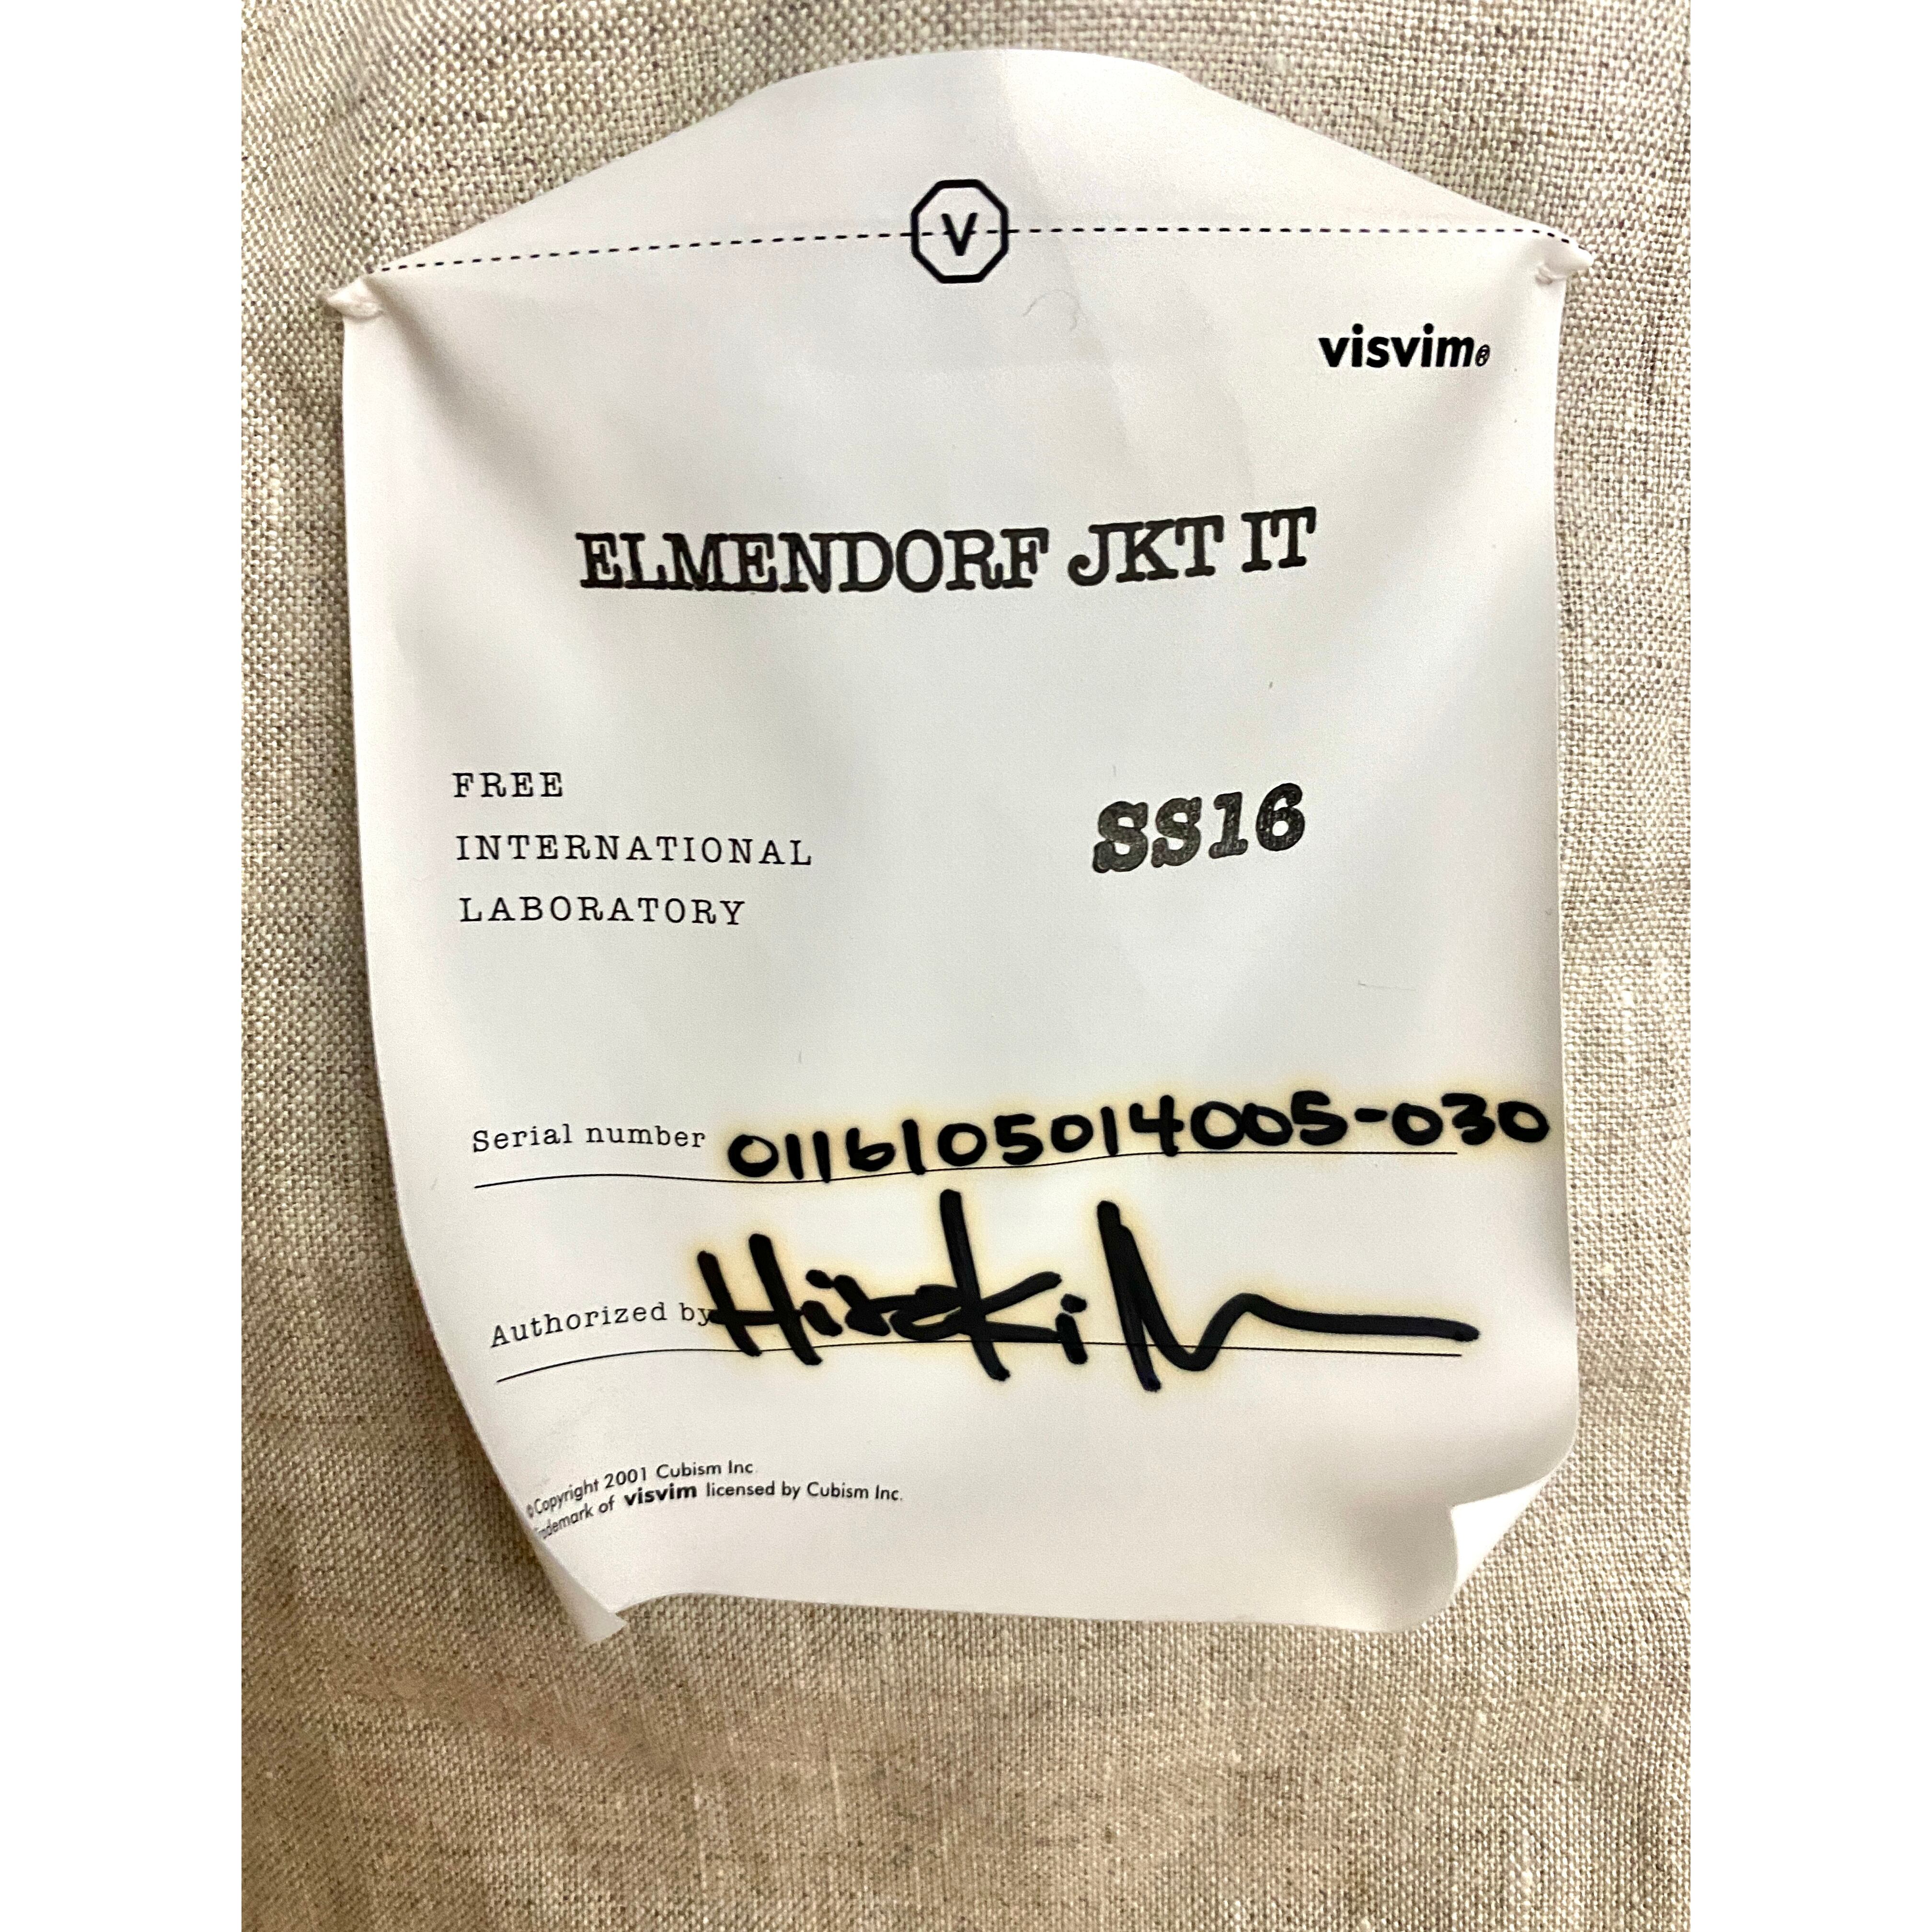 V
visvim®
ELMENDORF JKT IT
FREE
INTERNATIONAL
LABORATORY
SS16
Serial number 0116105014005-030
Authorized by Hiroki N
©Copyright 2001 Cubism Inc.
of visvim licensed by Cubism Inc.